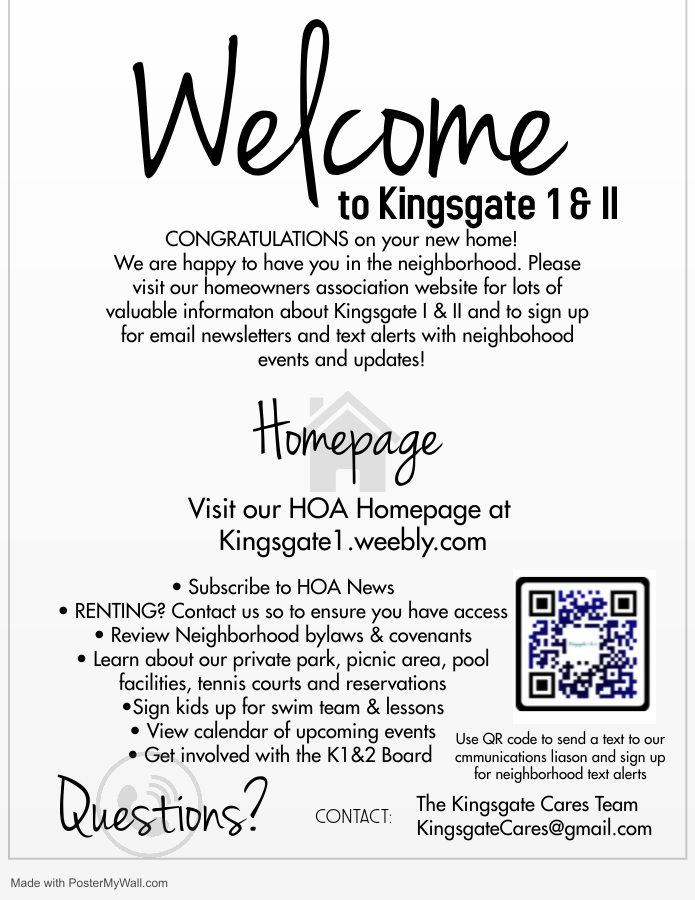 Welcome
to Kingsgate 1 & II
CONGRATULATIONS on your new home!
We are happy to have you in the neighborhood. Please
visit our homeowners association website for lots of
valuable informaton about Kingsgate I & II and to sign up
for email newsletters and text alerts with neighbohood
events and updates!
Homepage
Visit our HOA Homepage at
Kingsgate1.weebly.com
• Subscribe to HOA News
• RENTING? Contact us so to ensure you have access
• Review Neighborhood bylaws & covenants
• Learn about our private park, picnic area, pool
facilities, tennis courts and reservations
•Sign kids up for swim team & lessons
• View calendar of upcoming events
• Get involved with the K1&2 Board
Use QR code to send a text to our
cmmunications liason and sign up
for neighborhood text alerts
Questions?
CONTACT:
The Kingsgate Cares Team
KingsgateCares@gmail.com
Made with PosterMyWall.com